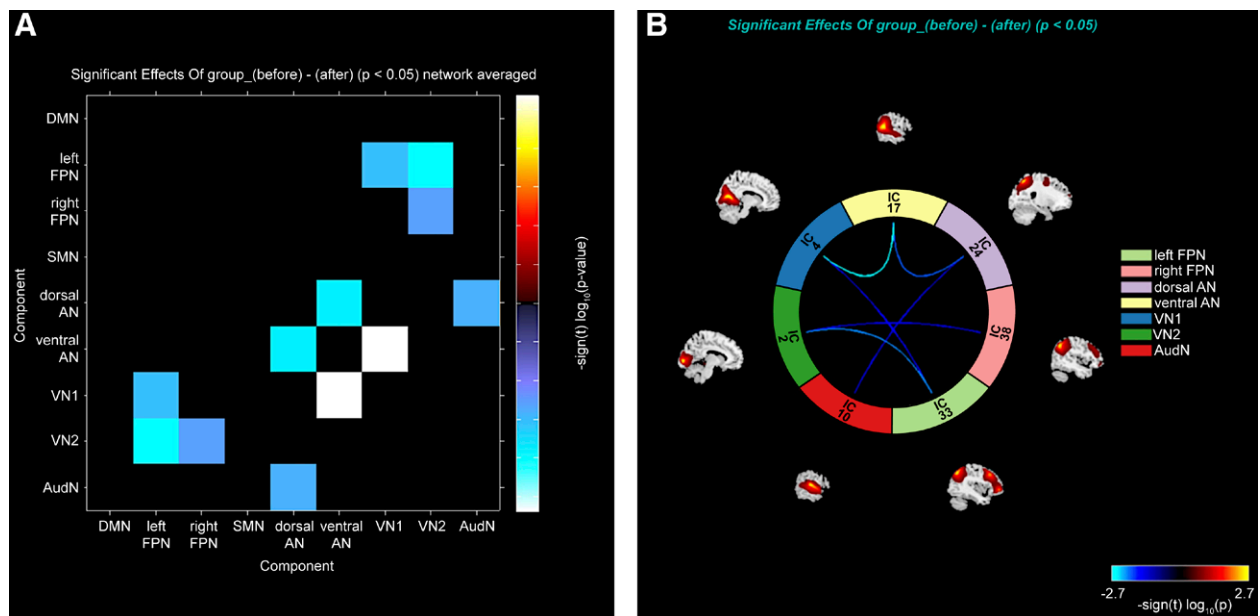 A
Significant Effects Of group_(before) - (after) (p < 0.05) network averaged
Component
DMN
left
FPN
right
FPN
SMN
dorsal
AN
ventral
AN
VN1
VN2
AudN
DMN
left
FPN
right
FPN
SMN
dorsal
AN
ventral
AN
VN1
VN2
AudN
Component
-sign(t) log10(p-value)
B
Significant Effects Of group_(before) - (after) (p < 0.05)
IC
17
IC
24
IC
38
IC
33
IC
10
IC
2
IC
4
left FPN
right FPN
dorsal AN
ventral AN
VN1
VN2
AudN
-2.7
2.7
-sign(t) log10(p)